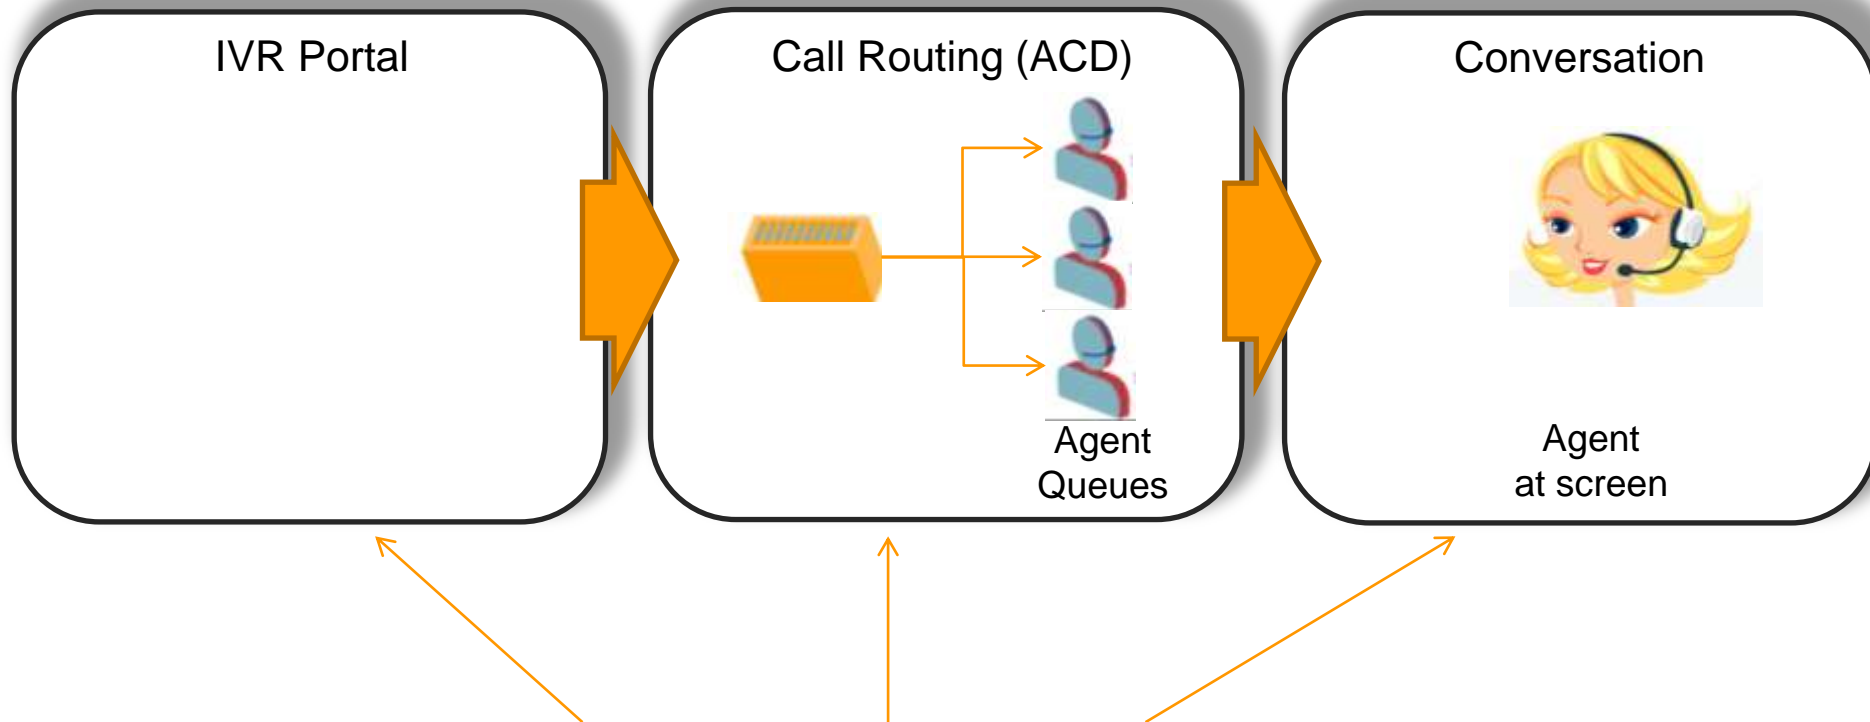 IVR Portal
Call Routing (ACD)
Agent
Queues
Conversation
Agent
at screen